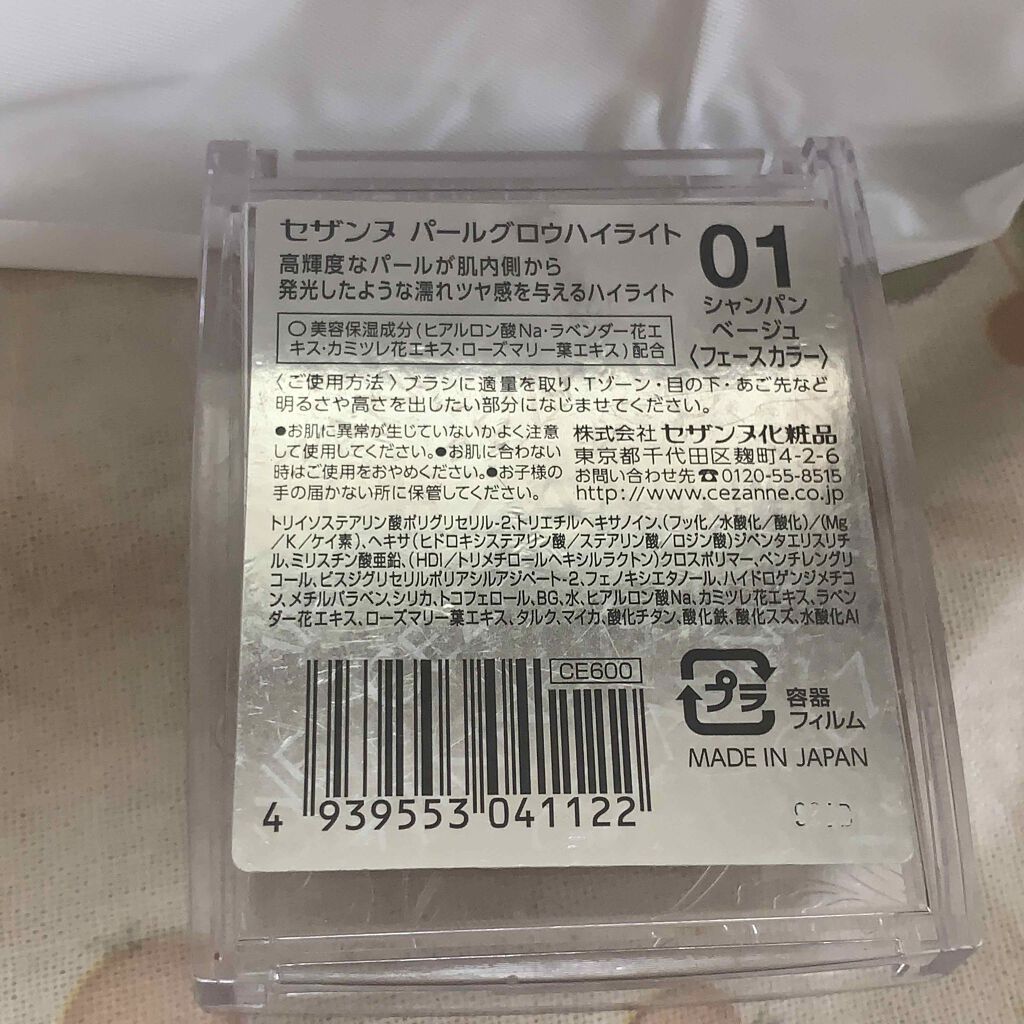 セザンヌ パールグロウハイライト
高輝度なパールが肌内側から
発光したような濡れツヤ感を与えるハイライト
01
シャンパン
ベージュ
〈フェースカラー〉
○美容保湿成分(ヒアルロン酸Na・ラベンダー花エ
キス・カミツレ花エキス・ローズマリー葉エキス)配合
〈ご使用方法〉ブラシに適量を取り、Tゾーン・目の下・あご先など
明るさや高さを出したい部分になじませてください。
●お肌に異常が生じていないかよく注意
して使用してください。●お肌に合わない
時はご使用をおやめください。●お子様の
手の届かない所に保管してください。
株式会社 セザンヌ化粧品
東京都千代田区麹町4-2-6
お問い合わせ先☎0120-55-8515
http://www.cezanne.co.jp
トリイソステアリン酸ポリグリセリル-2、トリエチルヘキサノイン、(フッ化/水酸化/酸化)/(Mg
/K/ケイ素)、ヘキサ(ヒドロキシステアリン酸/ステアリン酸/ロジン酸)ジペンタエリスリチ
ル、ミリスチン酸亜鉛、(HDI/トリメチロールヘキシルラクトン)クロスポリマー、ペンチレングリ
コール、ビスジグリセリルポリアシルアジペート-2、フェノキシエタノール、ハイドロゲンジメチコ
ン、メチルパラベン、シリカ、トコフェロール、BG、水、ヒアルロン酸Na、カミツレ花エキス、ラベン
ダー花エキス、ローズマリー葉エキス、タルク、マイカ、酸化チタン、酸化鉄、酸化スズ、水酸化Al
CE600
4 939553 041122
プラ
容器
フィルム
MADE IN JAPAN